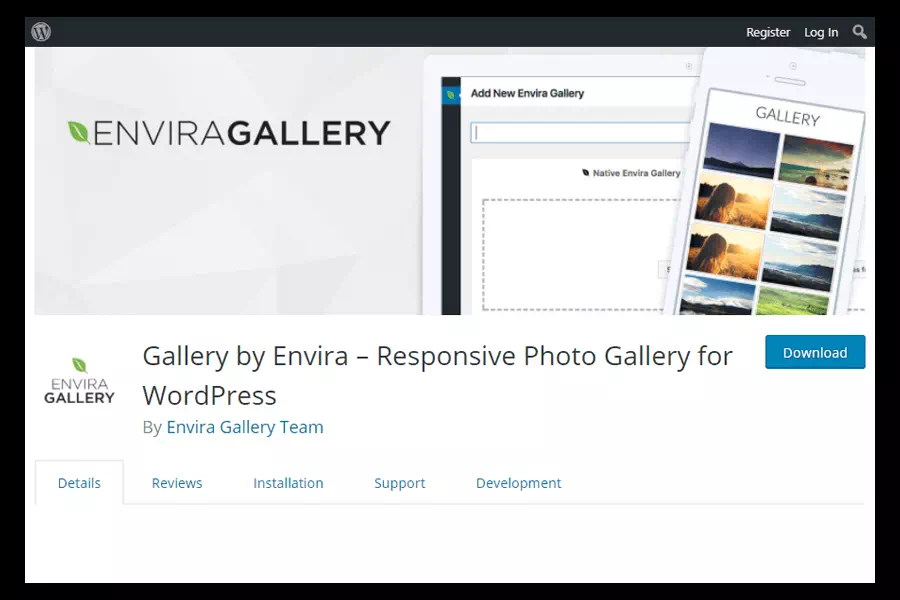 Register Log In
ENVIRAGALLERY
Add New Envira Gallery
Native Envira Gallery
GALLERY
Gallery by Envira – Responsive Photo Gallery for
WordPress
By Envira Gallery Team
Download
ENVIRA
GALLERY
Details Reviews Installation Support Development